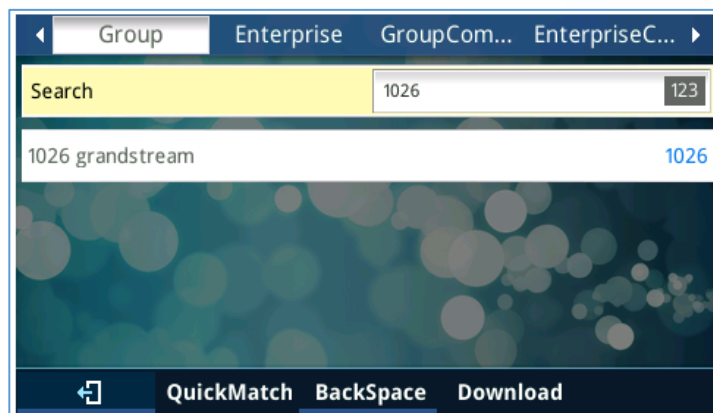 Group Enterprise GroupCom... EnterpriseC...
Search 1026 123
1026 grandstream 1026
QuickMatch BackSpace Download